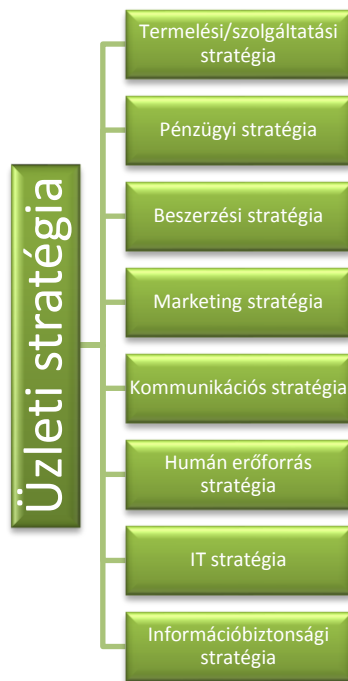 Üzleti stratégia
Termelési/szolgáltatási
stratégia
Pénzügyi stratégia
Beszerzési stratégia
Marketing stratégia
Kommunikációs stratégia
Humán erőforrás
stratégia
IT stratégia
Információbiztonsági
stratégia